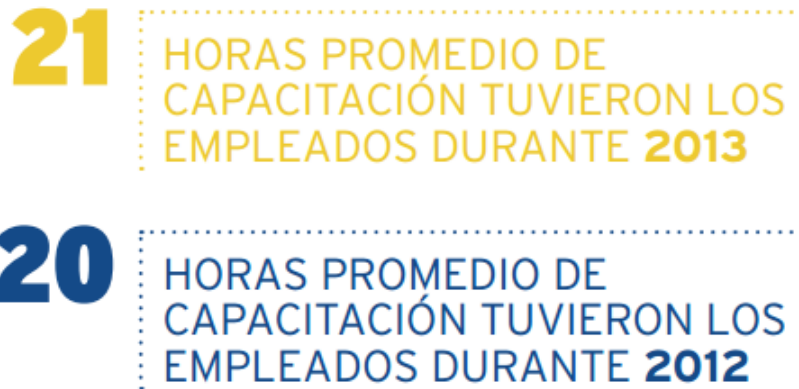 21
HORAS PROMEDIO DE
CAPACITACIÓN TUVIERON LOS
EMPLEADOS DURANTE 2013
20
HORAS PROMEDIO DE
CAPACITACIÓN TUVIERON LOS
EMPLEADOS DURANTE 2012